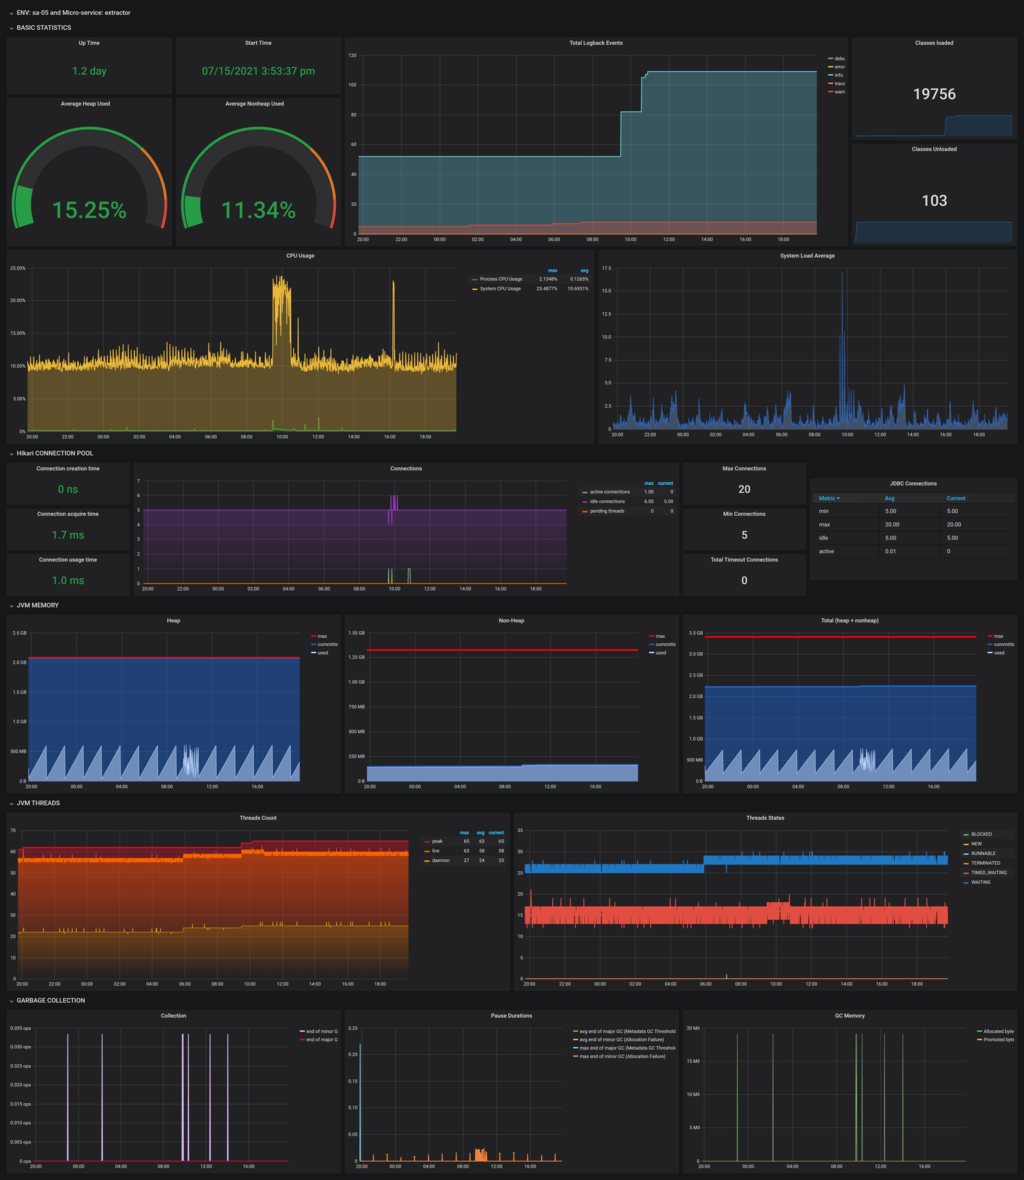 ENV: sa-05 and Micro-service: extractor
BASIC STATISTICS
Up Time
1.2 day
Start Time
07/15/2021 3:53:37 pm
Average Heap Used
15.25%
Average Nonheap Used
11.34%
Total Logback Events
120
100
80
60
40
20
0
20:00 22:00 00:00 02:00 04:00 06:00 08:00 10:00 12:00 14:00 16:00 18:00
debu
error
info
trace
warn
Classes loaded
19756
Classes Unloaded
103
CPU Usage
25.00%
20.00%
15.00%
10.00%
5.00%
0%
20:00 22:00 00:00 02:00 04:00 06:00 08:00 10:00 12:00 14:00 16:00 18:00
max avg
Process CPU Usage 2.1348% 0.1265%
System CPU Usage 23.4877% 10.6931%
System Load Average
17.5
15.0
12.5
10.0
7.5
5.0
2.5
0
20:00 22:00 00:00 02:00 04:00 06:00 08:00 10:00 12:00 14:00 16:00 18:00
Hikari CONNECTION POOL
Connection creation time
0 ns
Connection acquire time
1.7 ms
Connection usage time
1.0 ms
Connections
7
6
5
4
3
2
1
0
20:00 22:00 00:00 02:00 04:00 06:00 08:00 10:00 12:00 14:00 16:00 18:00
max current
active connections 1.00 0
idle connections 6.00 5.00
pending threads 0 0
Max Connections
20
Min Connections
5
Total Timeout Connections
0
JDBC Connections
Metric Avg Current
min 5.00 5.00
max 20.00 20.00
idle 5.00 5.00
active 0.01 0
JVM MEMORY
Heap
2.5 GB
2.0 GB
1.5 GB
1.0 GB
500 MB
0 B
20:00 00:00 04:00 08:00 12:00 16:00
max
committe
used
Non-Heap
1.50 GB
1.25 GB
1.00 GB
750 MB
500 MB
250 MB
0 B
20:00 00:00 04:00 08:00 12:00 16:00
max
committe
used
Total (heap + nonheap)
3.5 GB
3.0 GB
2.5 GB
2.0 GB
1.5 GB
1.0 GB
500 MB
0 B
20:00 00:00 04:00 08:00 12:00 16:00
max
committe
used
JVM THREADS
Threads Count
70
60
50
40
30
20
10
0
20:00 22:00 00:00 02:00 04:00 06:00 08:00 10:00 12:00 14:00 16:00 18:00
max avg current
peak 65 63 65
live 63 58 58
daemon 27 24 25
Threads States
35
30
25
20
15
10
5
0
20:00 22:00 00:00 02:00 04:00 06:00 08:00 10:00 12:00 14:00 16:00 18:00
BLOCKED
NEW
RUNNABLE
TERMINATED
TIMED_WAITING
WAITING
GARBAGE COLLECTION
Collection
0.035 ops
0.030 ops
0.025 ops
0.020 ops
0.015 ops
0.010 ops
0.005 ops
0 ops
20:00 00:00 04:00 08:00 12:00 16:00
end of minor G
end of major G
Pause Durations
0.25
0.20
0.15
0.10
0.05
0
20:00 00:00 04:00 08:00 12:00 16:00
avg end of major GC (Metadata GC Threshold
avg end of minor GC (Allocation Failure)
max end of major GC (Metadata GC Threshold
max end of minor GC (Allocation Failure)
GC Memory
20 Mil
15 Mil
10 Mil
5 Mil
0
20:00 00:00 04:00 08:00 12:00 16:00
Allocated byte
Promoted byte